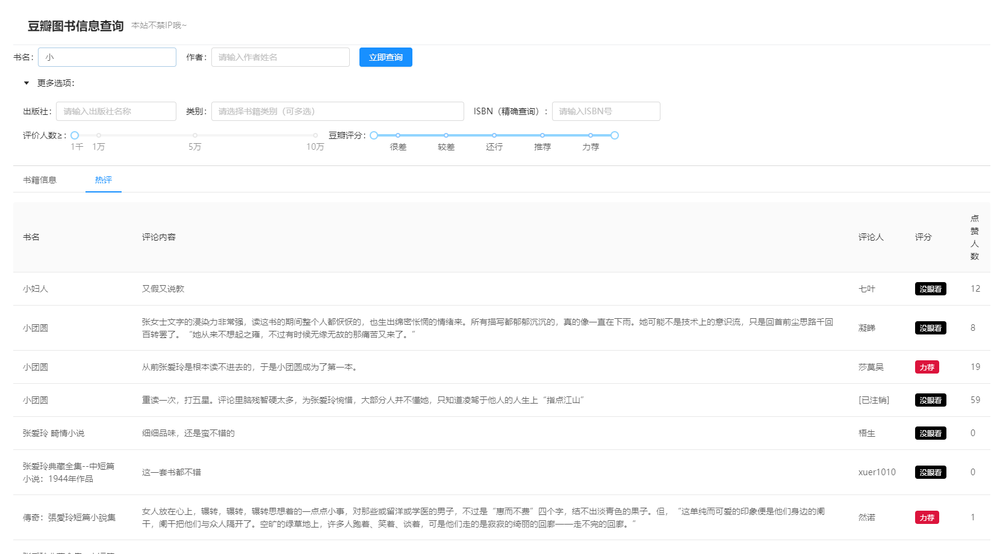 豆瓣图书信息查询 本站不禁IP哦~
书名： 小 作者： 请输入作者姓名 立即查询
更多选项：
出版社： 请输入出版社名称 类别： 请选择书籍类别（可多选） ISBN（精确查询）： 请输入ISBN号
评价人数≥： 豆瓣评分：
1千 1万 5万 10万 很差 较差 还行 推荐 力荐
书籍信息 热评
书名 评论内容 评论人 评分 点赞人数
小妇人 又假又说教 七叶 没眼看 12
小团圆 张女士文字的浸染力非常强，读这书的期间整个人都恹恹的，也生出绵密怅惘的情绪来。所有描写都郁郁沉沉的，真的像一直在下雨。她可能不是技术上的意识流，只是回首前尘思路千回
百转罢了。“她从来不想起之雍，不过有时候无缘无故的那痛苦又来了。” 凝睇 没眼看 8
小团圆 从前张爱玲是根本读不进去的，于是小团圆成为了第一本。 莎莫吴 力荐 19
小团圆 重读一次，打五星。评论里脑残智硬太多，为张爱玲惋惜，大部分人并不懂她，只知道凌驾于他人的人生上“指点江山” [已注销] 没眼看 59
张爱玲 畸情小说 细细品味，还是蛮不错的 梧生 没眼看 0
张爱玲典藏全集--中短篇
小说：1944年作品 这一套书都不错 xuer1010 没眼看 0
傳奇：張愛玲短篇小說集 女人放在心上，辗转，辗转，辗转思想着的一点点小事，对那些或留洋或学医的男子，不过是“惠而不费”四个字，结不出淡青色的果子。但，“这单纯而可爱的印象便是他们身边的阑
干，阑干把他们与众人隔开了。空旷的绿草地上，许多人跑着、笑着、谈着，可是他们走的是寂寂的绮丽的回廊——走不完的回廊。” 然诺 力荐 1